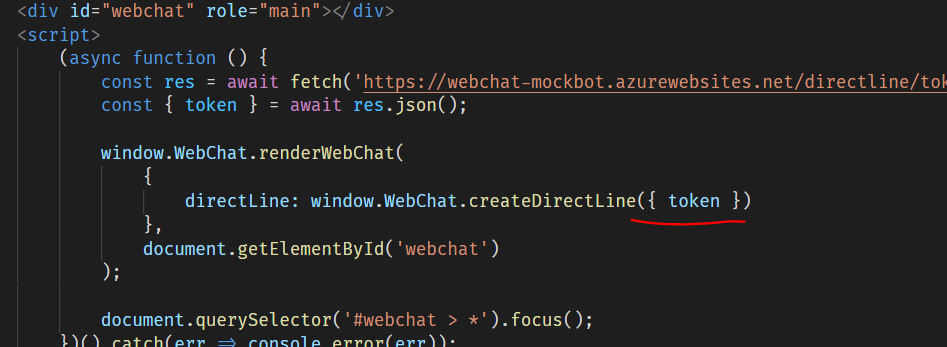 <div id="webchat" role="main"></div>
<script>
(async function () {
const res = await fetch('https://webchat-mockbot.azurewebsites.net/directline/tok
const { token } = await res.json();
window.WebChat.renderWebChat(
{
directLine: window.WebChat.createDirectLine({ token })
},
document.getElementById('webchat')
);
document.querySelector('#webchat > *').focus();
})().catch(err => console.error(err));